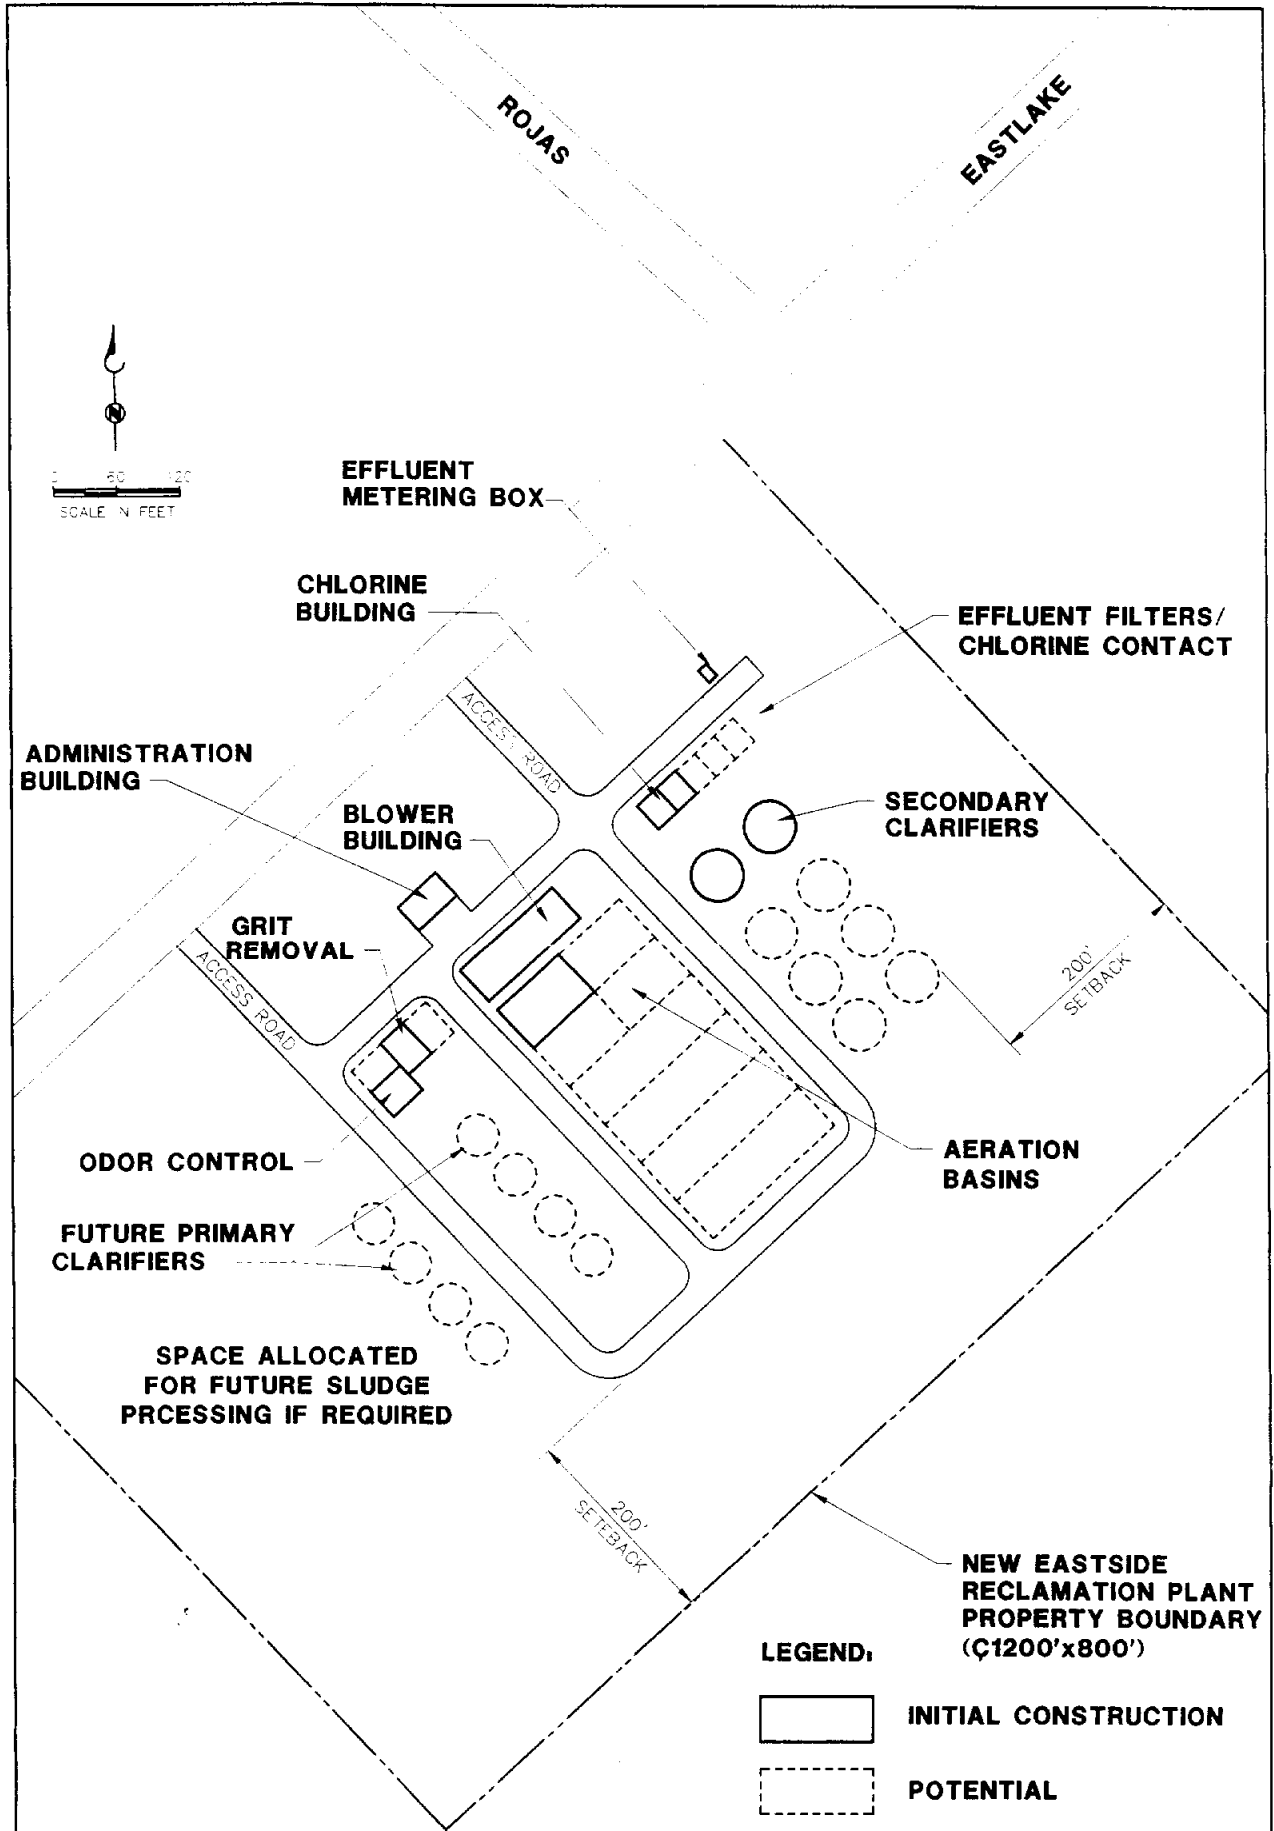 ROJAS
EASTLAKE
N
0 60 120
SCALE IN FEET
EFFLUENT
METERING BOX
CHLORINE
BUILDING
EFFLUENT FILTERS/
CHLORINE CONTACT
ACCESS ROAD
ADMINISTRATION
BUILDING
BLOWER
BUILDING
SECONDARY
CLARIFIERS
GRIT
REMOVAL
ACCESS ROAD
200'
SETBACK
ODOR CONTROL
AERATION
BASINS
FUTURE PRIMARY
CLARIFIERS
SPACE ALLOCATED
FOR FUTURE SLUDGE
PRCESSING IF REQUIRED
200'
SETEBACK
NEW EASTSIDE
RECLAMATION PLANT
PROPERTY BOUNDARY
(Ç1200'x800')
LEGEND:
INITIAL CONSTRUCTION
POTENTIAL